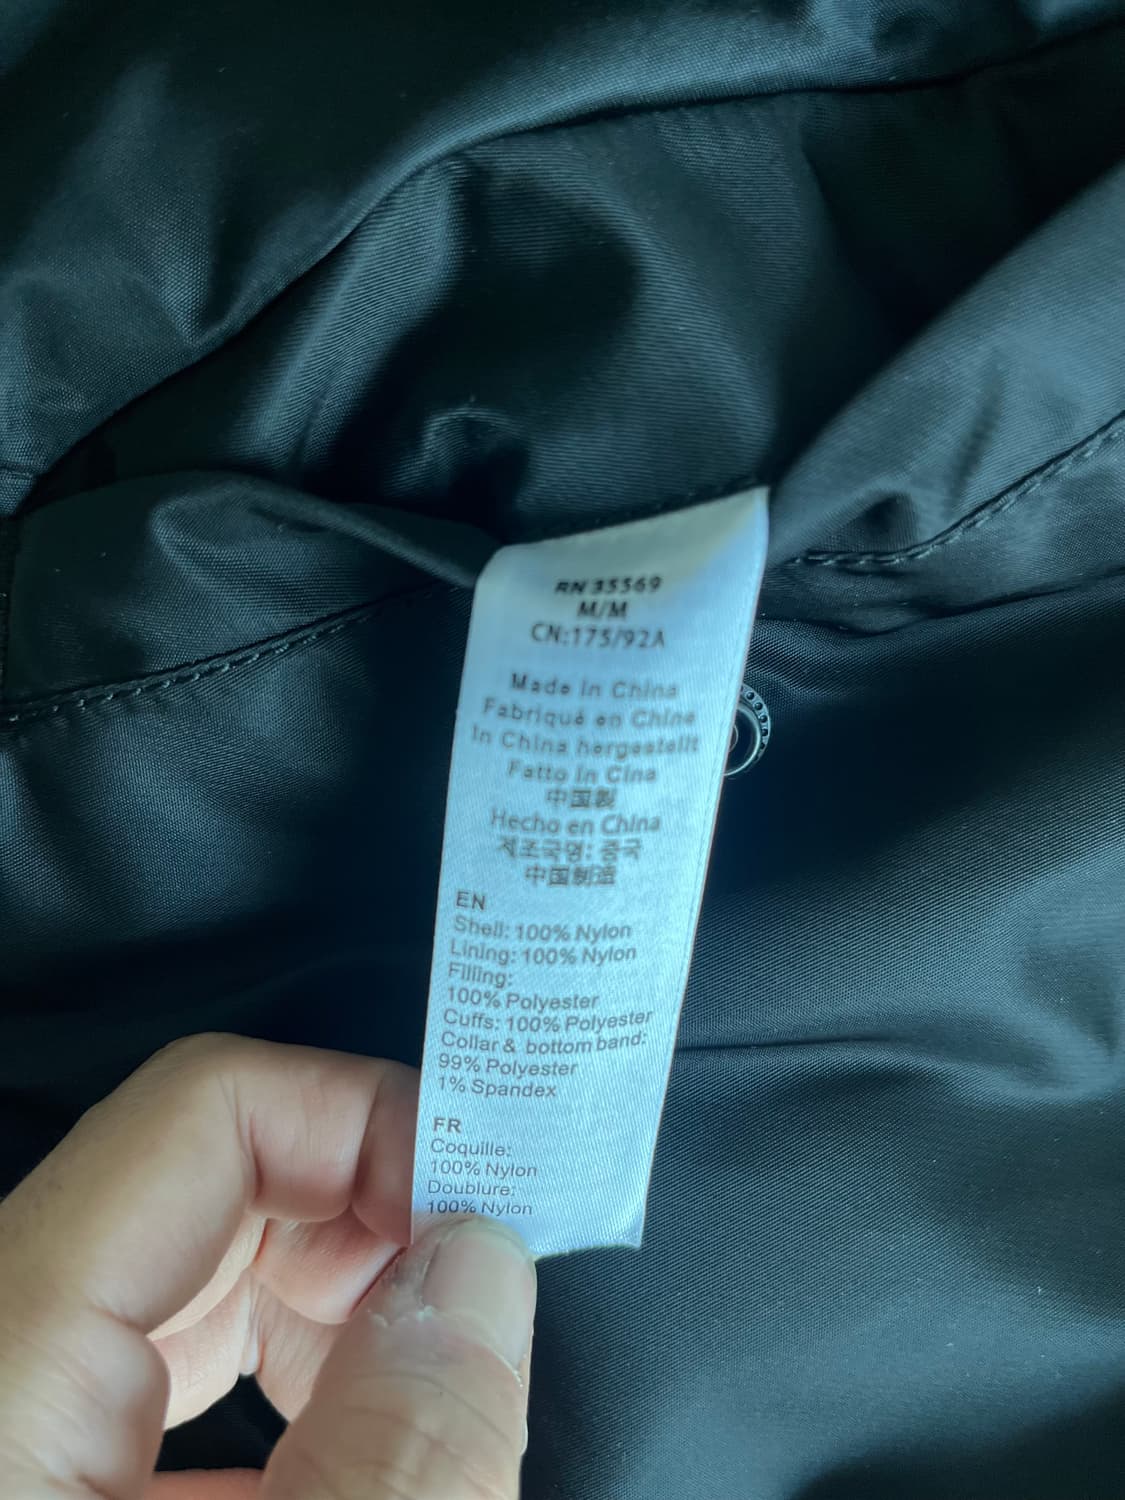 RN 35569
M/M
CN:175/92A
Made in China
Fabriqué en Chine
In China hergestellt
Fatto in Cina
中国製
Hecho en China
제조국명: 중국
中国制造
EN
Shell: 100% Nylon
Lining: 100% Nylon
Filling:
100% Polyester
Cuffs: 100% Polyester
Collar & bottom band:
99% Polyester
1% Spandex
FR
Coquille:
100% Nylon
Doublure:
100% Nylon